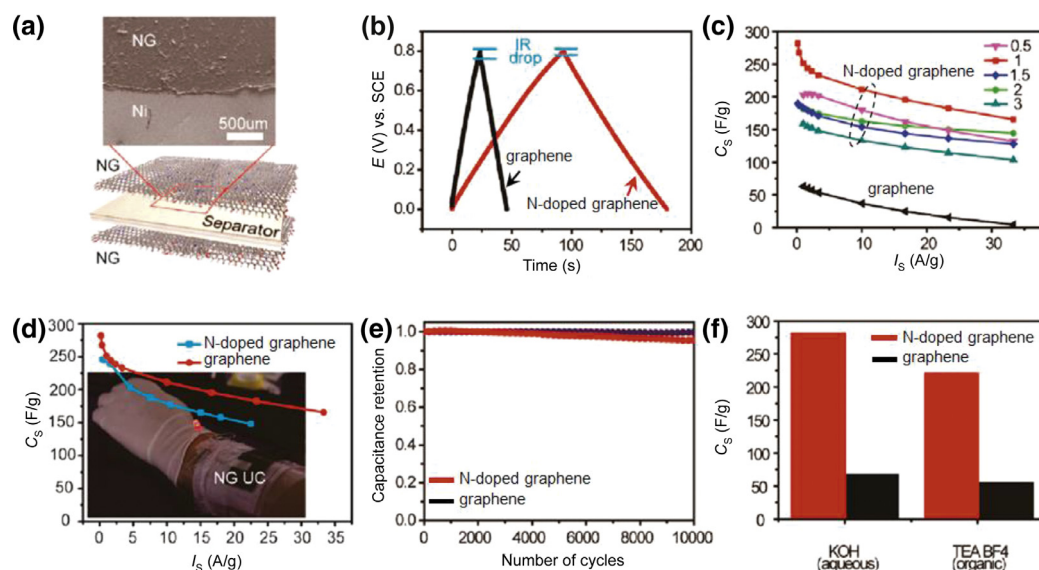 (a)
NG
Ni
500um
NG
Separator
NG
(b)
E (V) vs. SCE
0.8
0.6
0.4
0.2
0.0
IR
drop
graphene
N-doped graphene
0
50
100
150
200
Time (s)
(c)
Cs (F/g)
300
250
200
150
100
50
0
N-doped graphene
0.5
1
1.5
2
3
graphene
0
10
20
30
Is (A/g)
(d)
Cs (F/g)
300
250
200
150
100
50
0
N-doped graphene
graphene
NG UC
0
5
10
15
20
25
30
35
Is (A/g)
(e)
Capacitance retention
1.0
0.8
0.6
0.4
0.2
0.0
N-doped graphene
graphene
0
2000
4000
6000
8000
10000
Number of cycles
(f)
Cs (F/g)
300
250
200
150
100
50
0
N-doped graphene
graphene
KOH
(aqueous)
TEA BF4
(organic)